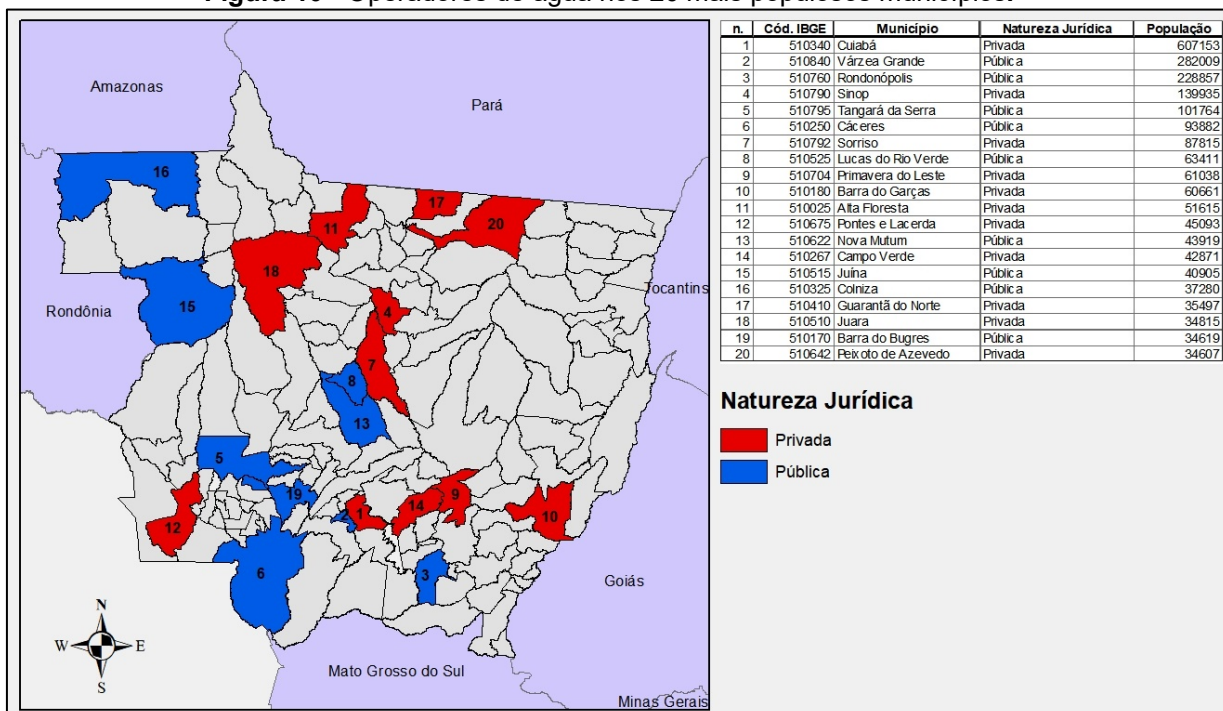 n. Cód. IBGE Município Natureza Jurídica População
1 510340 Cuiabá Privada 607153
2 510840 Várzea Grande Pública 282009
3 510760 Rondonópolis Pública 228857
4 510790 Sinop Privada 139935
5 510795 Tangará da Serra Pública 101764
6 510250 Cáceres Pública 93882
7 510792 Sorriso Privada 87815
8 510525 Lucas do Rio Verde Pública 63411
9 510704 Primavera do Leste Privada 61038
10 510180 Barra do Garças Privada 60661
11 510025 Alta Floresta Privada 51615
12 510675 Pontes e Lacerda Privada 45093
13 510622 Nova Mutum Pública 43919
14 510267 Campo Verde Privada 42871
15 510515 Juína Pública 40905
16 510325 Colniza Pública 37280
17 510410 Guarantã do Norte Privada 35497
18 510510 Juara Privada 34815
19 510170 Barra do Bugres Pública 34619
20 510642 Peixoto de Azevedo Privada 34607
Natureza Jurídica
Privada
Pública
Amazonas
Pará
16
17
11
20
18
Tocantins
Rondônia
15
4
7
8
13
5
19
9
14
1
2
10
12
6
3
Goiás
N
W E
S
Mato Grosso do Sul
Minas Gerais